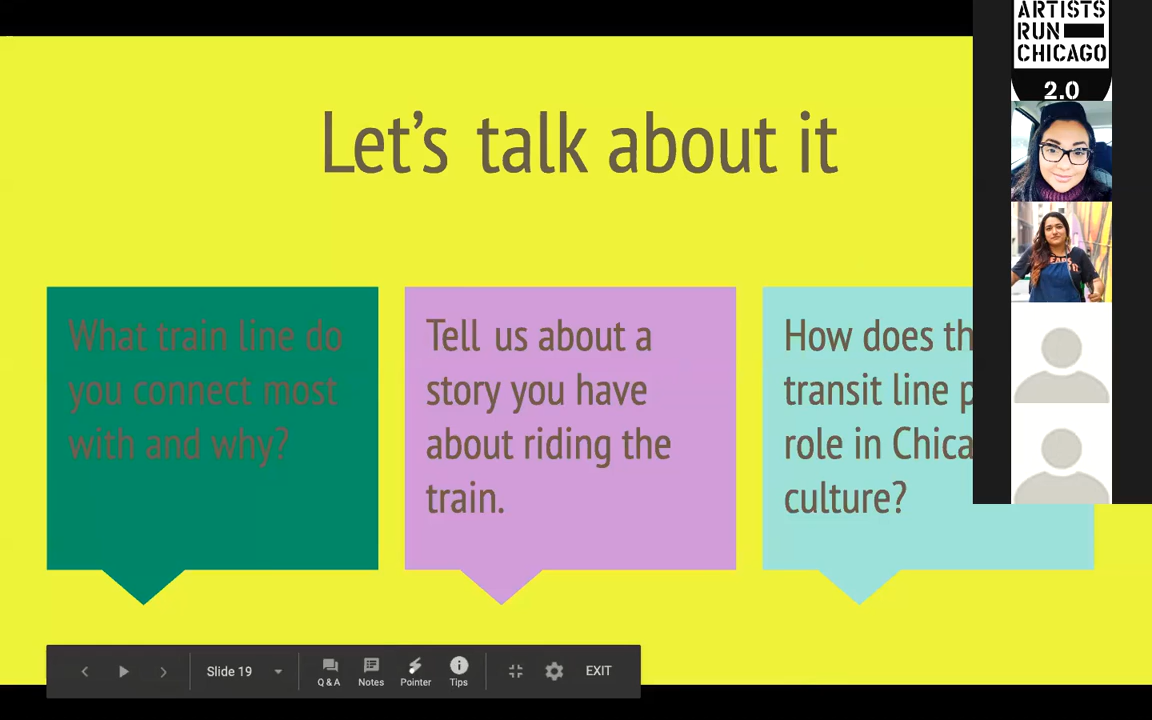 ARTISTS
RUN
CHICAGO
2.0
Let's talk about it
What train line do
you connect most
with and why?
Tell us about a
story you have
about riding the
train.
How does th
transit line p
role in Chica
culture?
Slide 19
Q & A
Notes
Pointer
Tips
EXIT